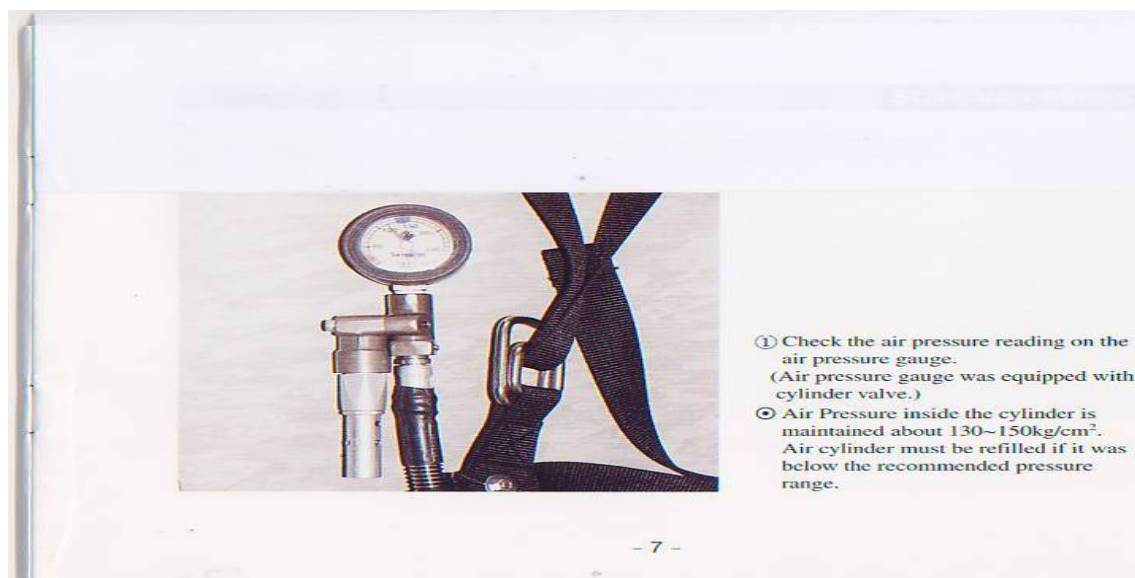 ① Check the air pressure reading on the
air pressure gauge.
(Air pressure gauge was equipped with
cylinder valve.)
⊙ Air Pressure inside the cylinder is
maintained about 130~150kg/cm².
Air cylinder must be refilled if it was
below the recommended pressure
range.
- 7 -